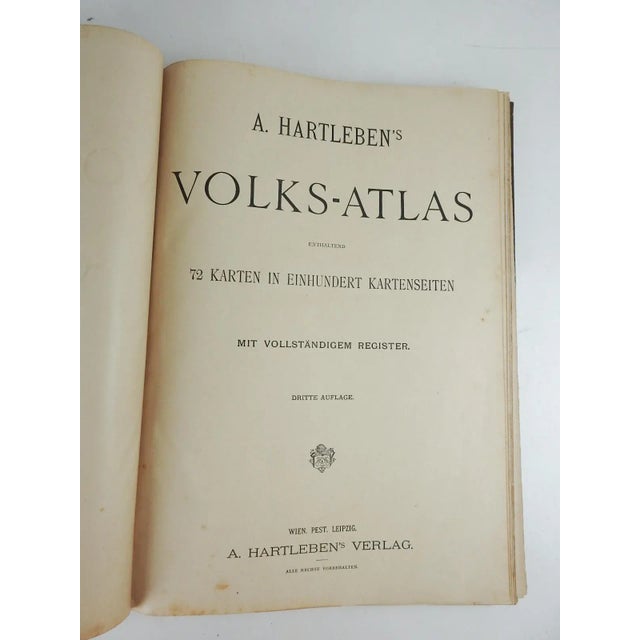 A. HARTLEBEN'S
VOLKS-ATLAS
ENTHALTEND
72 KARTEN IN EINHUNDERT KARTENSEITEN
MIT VOLLSTÄNDIGEM REGISTER.
DRITTE AUFLAGE.
WIEN. PEST. LEIPZIG.
A. HARTLEBEN'S VERLAG.
ALLE RECHTE VORBEHALTEN.